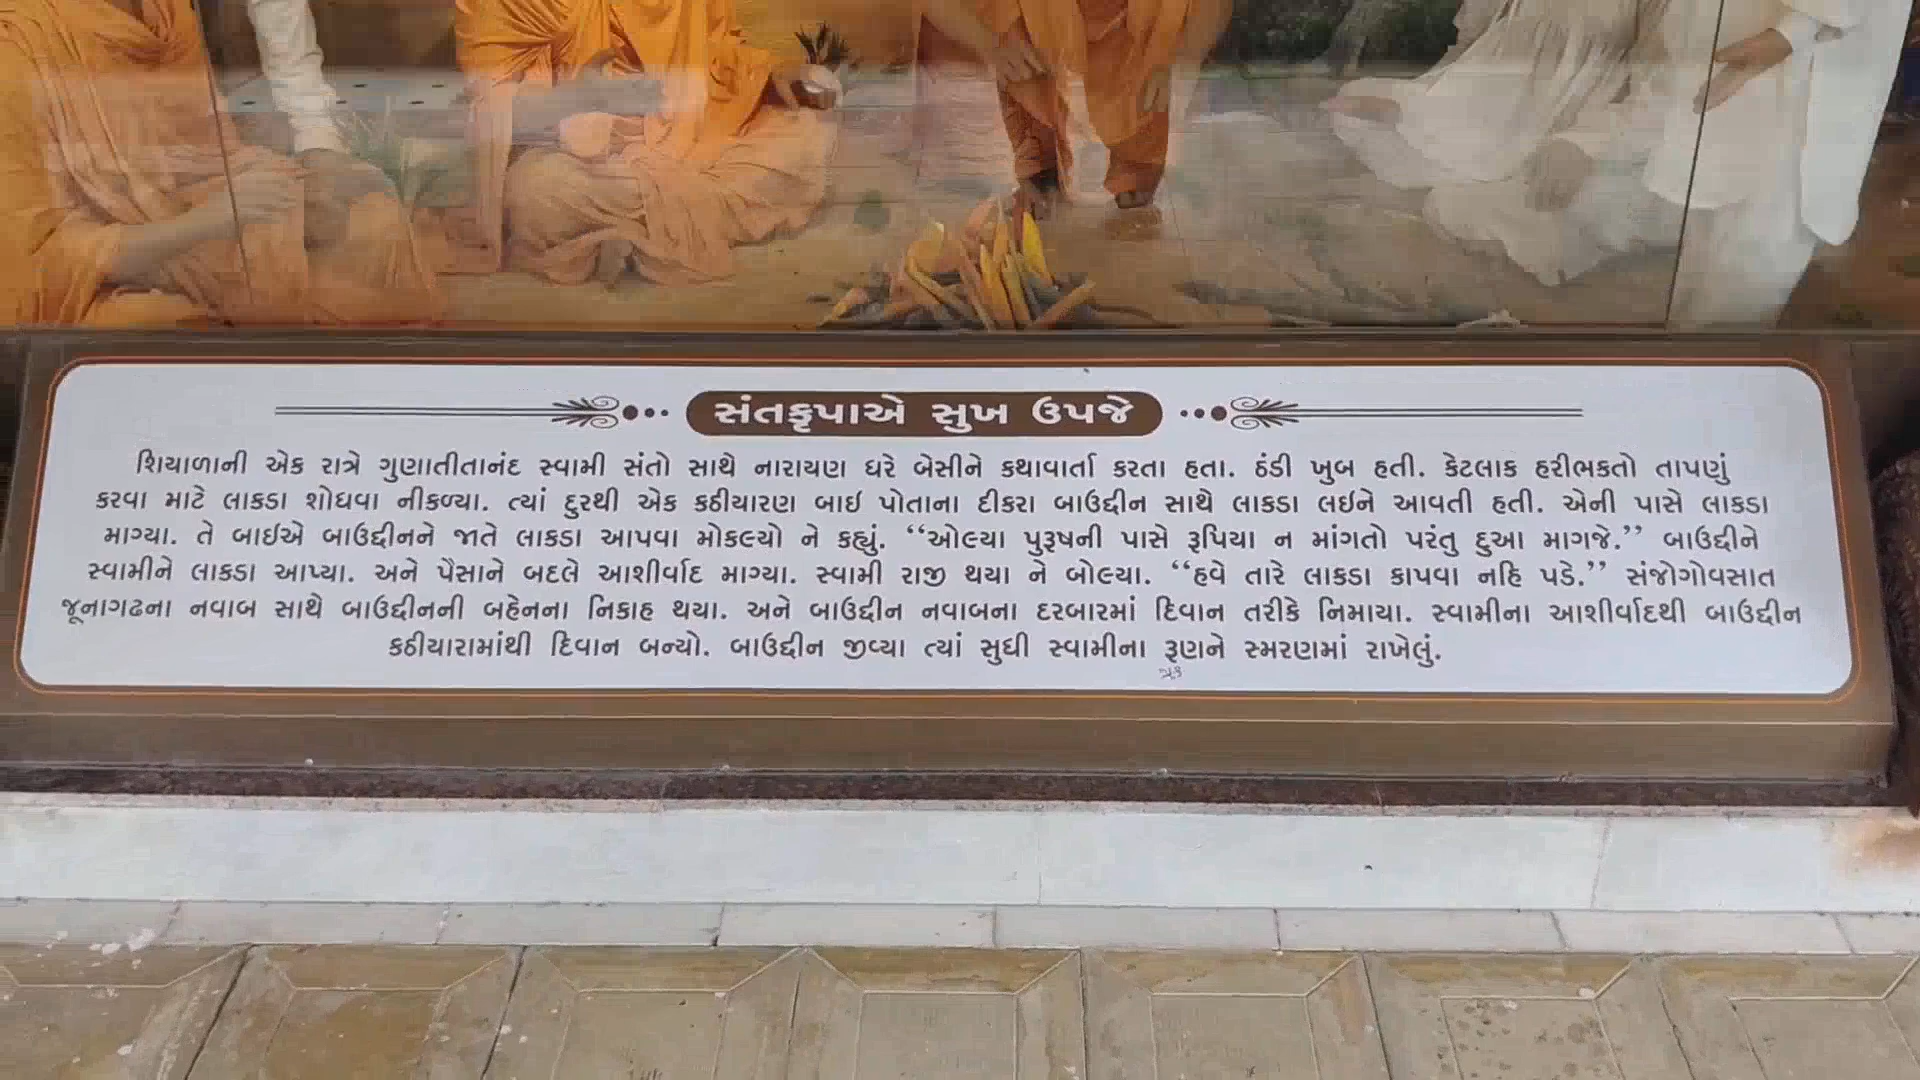 સંતકૃપાએ સુખ ઉપજે
શિયાળાની એક રાત્રે ગુણાતીતાનંદ સ્વામી સંતો સાથે નારાયણ ધરે બેસીને કથાવાર્તા કરતા હતા. ઠંડી ખુબ હતી. કેટલાક હરીભકતો તાપણું
કરવા માટે લાકડા શોધવા નીકળ્યા. ત્યાં દુરથી એક કઠીયારણ બાઇ પોતાના દીકરા બાઉદ્દીન સાથે લાકડા લઇને આવતી હતી. એની પાસે લાકડા
માગ્યા. તે બાઇએ બાઉદ્દીનને જાતે લાકડા આપવા મોકલ્યો ને કહ્યું. “ઓલ્યા પુરૂષની પાસે રૂપિયા ન માંગતો પરંતુ દુઆ માગજે.” બાઉદ્દીને
સ્વામીને લાકડા આપ્યા. અને પૈસાને બદલે આશીર્વાદ માગ્યા. સ્વામી રાજી થયા ને બોલ્યા. “હવે તારે લાકડા કાપવા નહિ પડે.” સંજોગોવસાત
જૂનાગઢના નવાબ સાથે બાઉદ્દીનની બહેનના નિકાહ થયા. અને બાઉદ્દીન નવાબના દરબારમાં દિવાન તરીકે નિમાયા. સ્વામીના આશીર્વાદથી બાઉદ્દીન
કઠીયારામાંથી દિવાન બન્યો. બાઉદ્દીન જીવ્યા ત્યાં સુધી સ્વામીના રૂણને સ્મરણમાં રાખેલું.